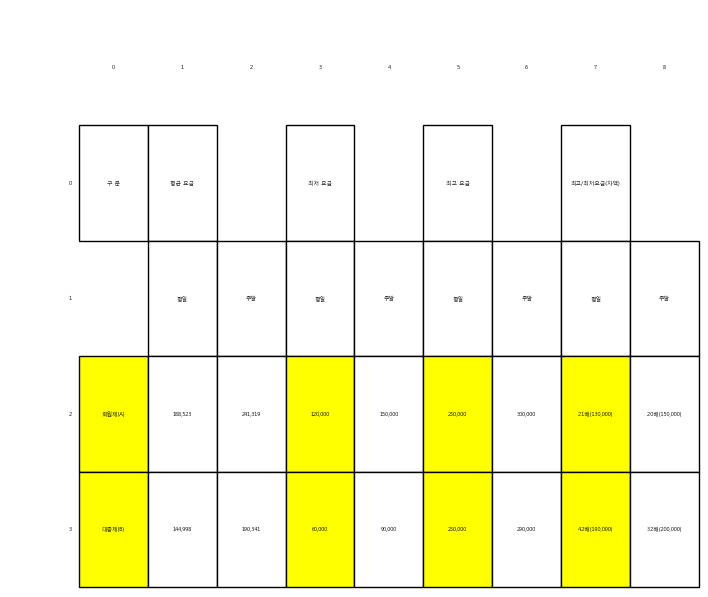 0 1 2 3 4 5 6 7 8
0 구 분 평균 요금 최저 요금 최고 요금 최고/최저요금(차액)
1 평일 주말 평일 주말 평일 주말 평일 주말
2 회원제(A) 188,523 241,319 120,000 150,000 250,000 300,000 2.1배(130,000) 2.0배(150,000)
3 대중제(B) 144,998 190,341 60,000 90,000 250,000 290,000 4.2배(190,000) 3.2배(200,000)